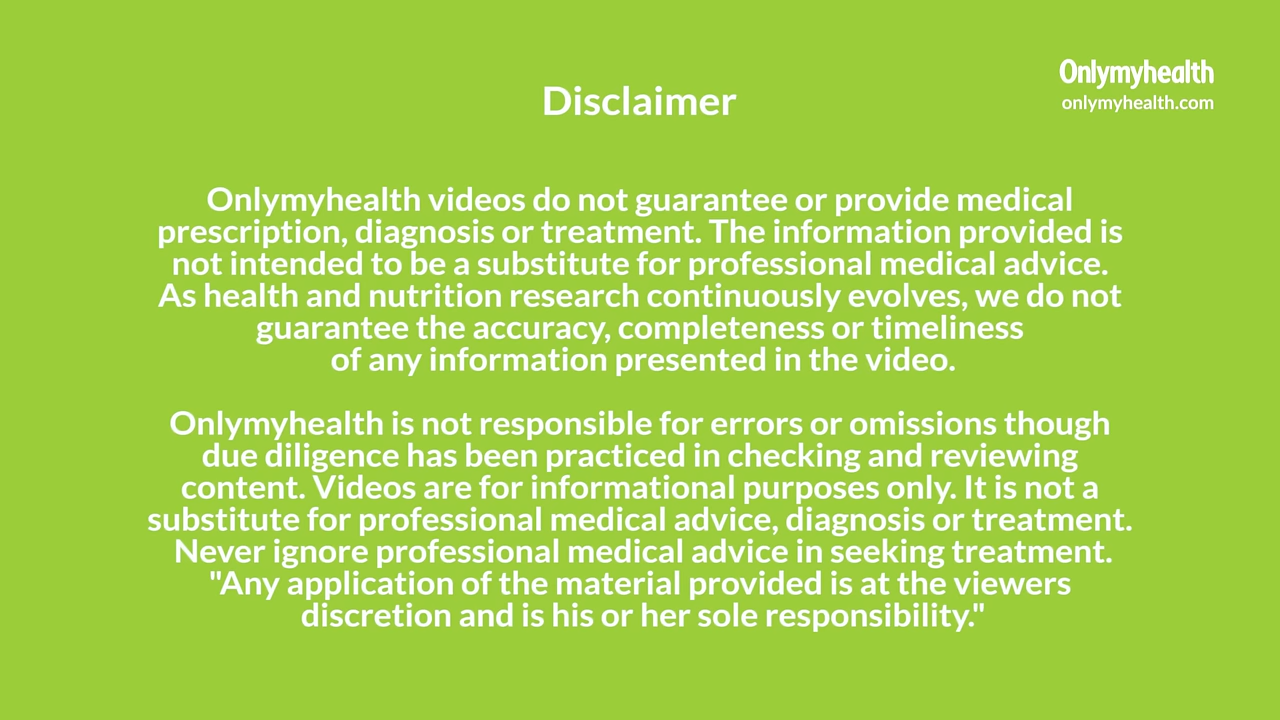 Onlymyhealth
onlymyhealth.com
Disclaimer
Onlymyhealth videos do not guarantee or provide medical
prescription, diagnosis or treatment. The information provided is
not intended to be a substitute for professional medical advice.
As health and nutrition research continuously evolves, we do not
guarantee the accuracy, completeness or timeliness
of any information presented in the video.
Onlymyhealth is not responsible for errors or omissions though
due diligence has been practiced in checking and reviewing
content. Videos are for informational purposes only. It is not a
substitute for professional medical advice, diagnosis or treatment.
Never ignore professional medical advice in seeking treatment.
"Any application of the material provided is at the viewers
discretion and is his or her sole responsibility."